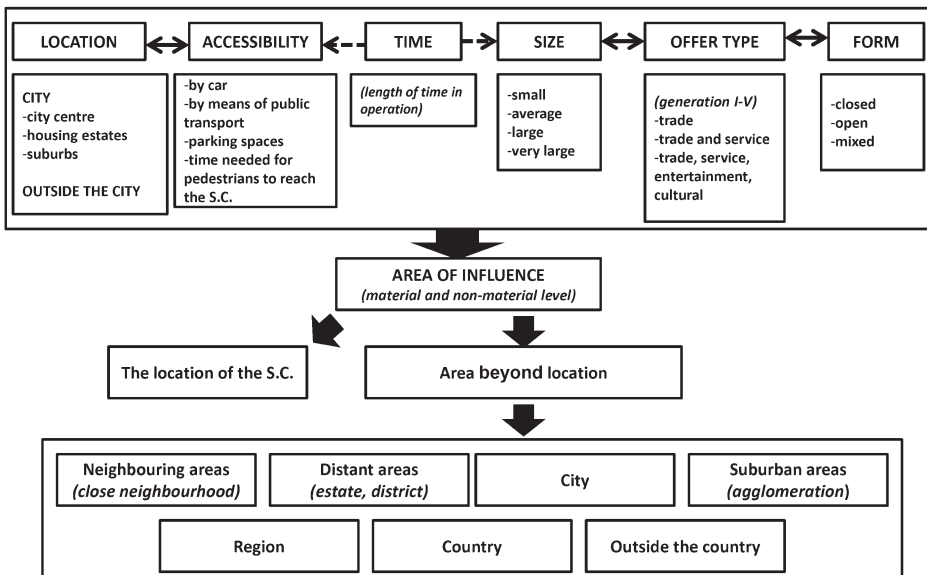 LOCATION
ACCESSIBILITY
TIME
SIZE
OFFER TYPE
FORM
CITY
-city centre
-housing estates
-suburbs
OUTSIDE THE CITY
-by car
-by means of public
transport
-parking spaces
-time needed for
pedestrians to reach
the S.C.
(length of time in
operation)
-small
-average
-large
-very large
(generation I-V)
-trade
-trade and service
-trade, service,
entertainment,
cultural
-closed
-open
-mixed
AREA OF INFLUENCE
(material and non-material level)
The location of the S.C.
Area beyond location
Neighbouring areas
(close neighbourhood)
Distant areas
(estate, district)
City
Suburban areas
(agglomeration)
Region
Country
Outside the country